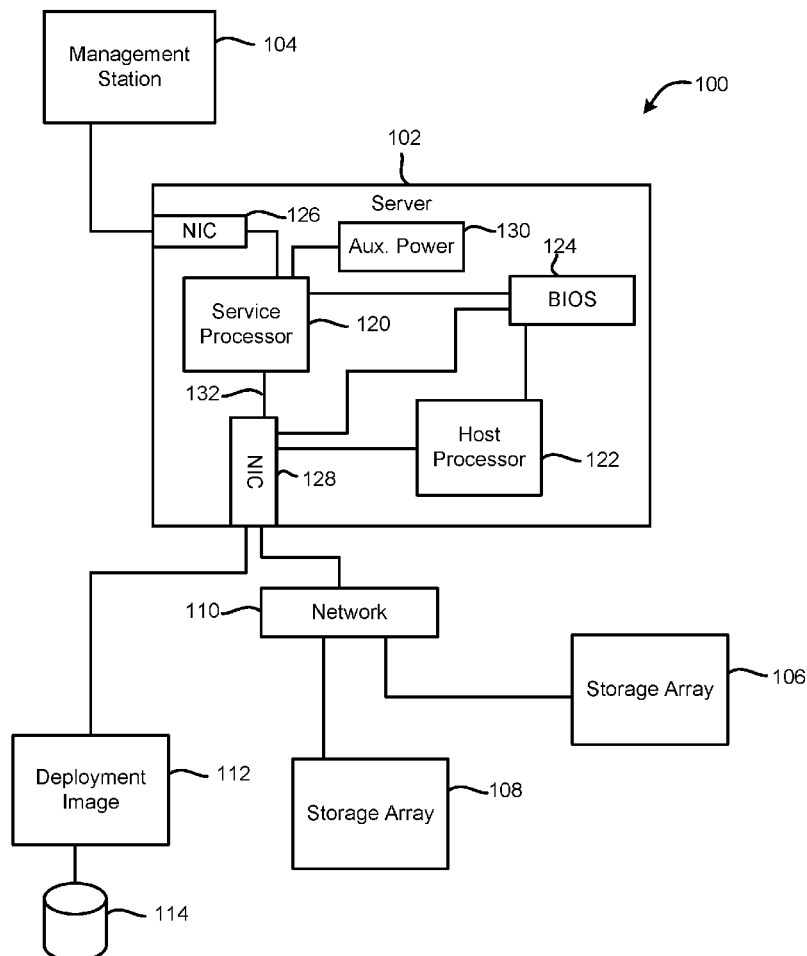 Management
Station
104
100
102
Server
NIC
126
Aux. Power
130
124
BIOS
Service
Processor
120
132
Host
Processor
122
NIC
128
110
Network
Storage Array
106
Deployment
Image
112
Storage Array
108
114